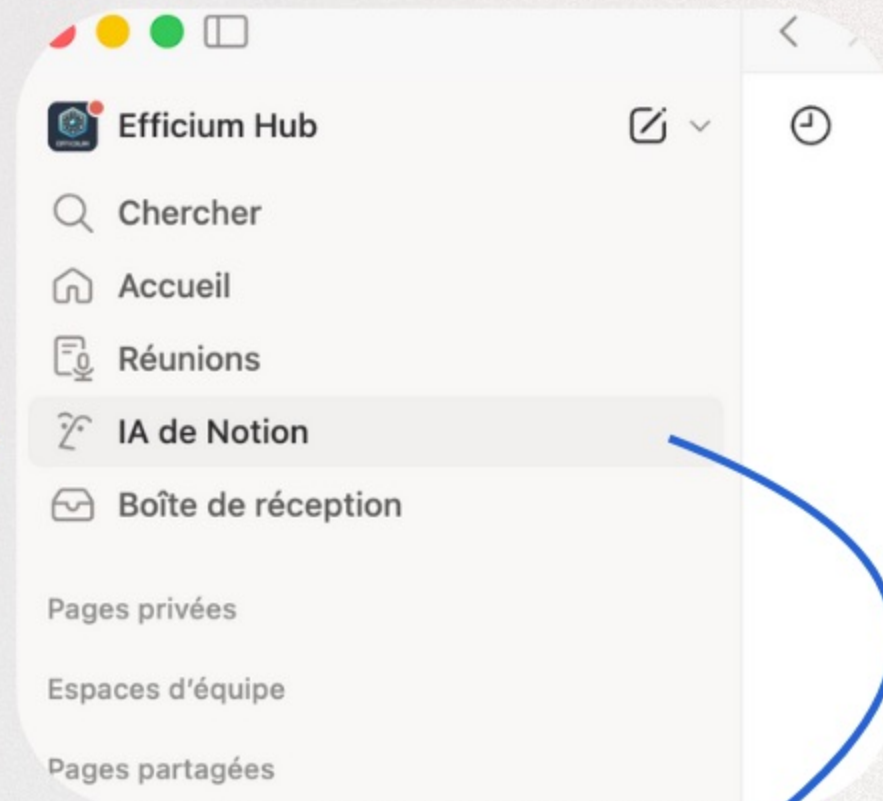 Efficium Hub
Chercher
Accueil
Réunions
IA de Notion
Boîte de réception
Pages privées
Espaces d'équipe
Pages partagées